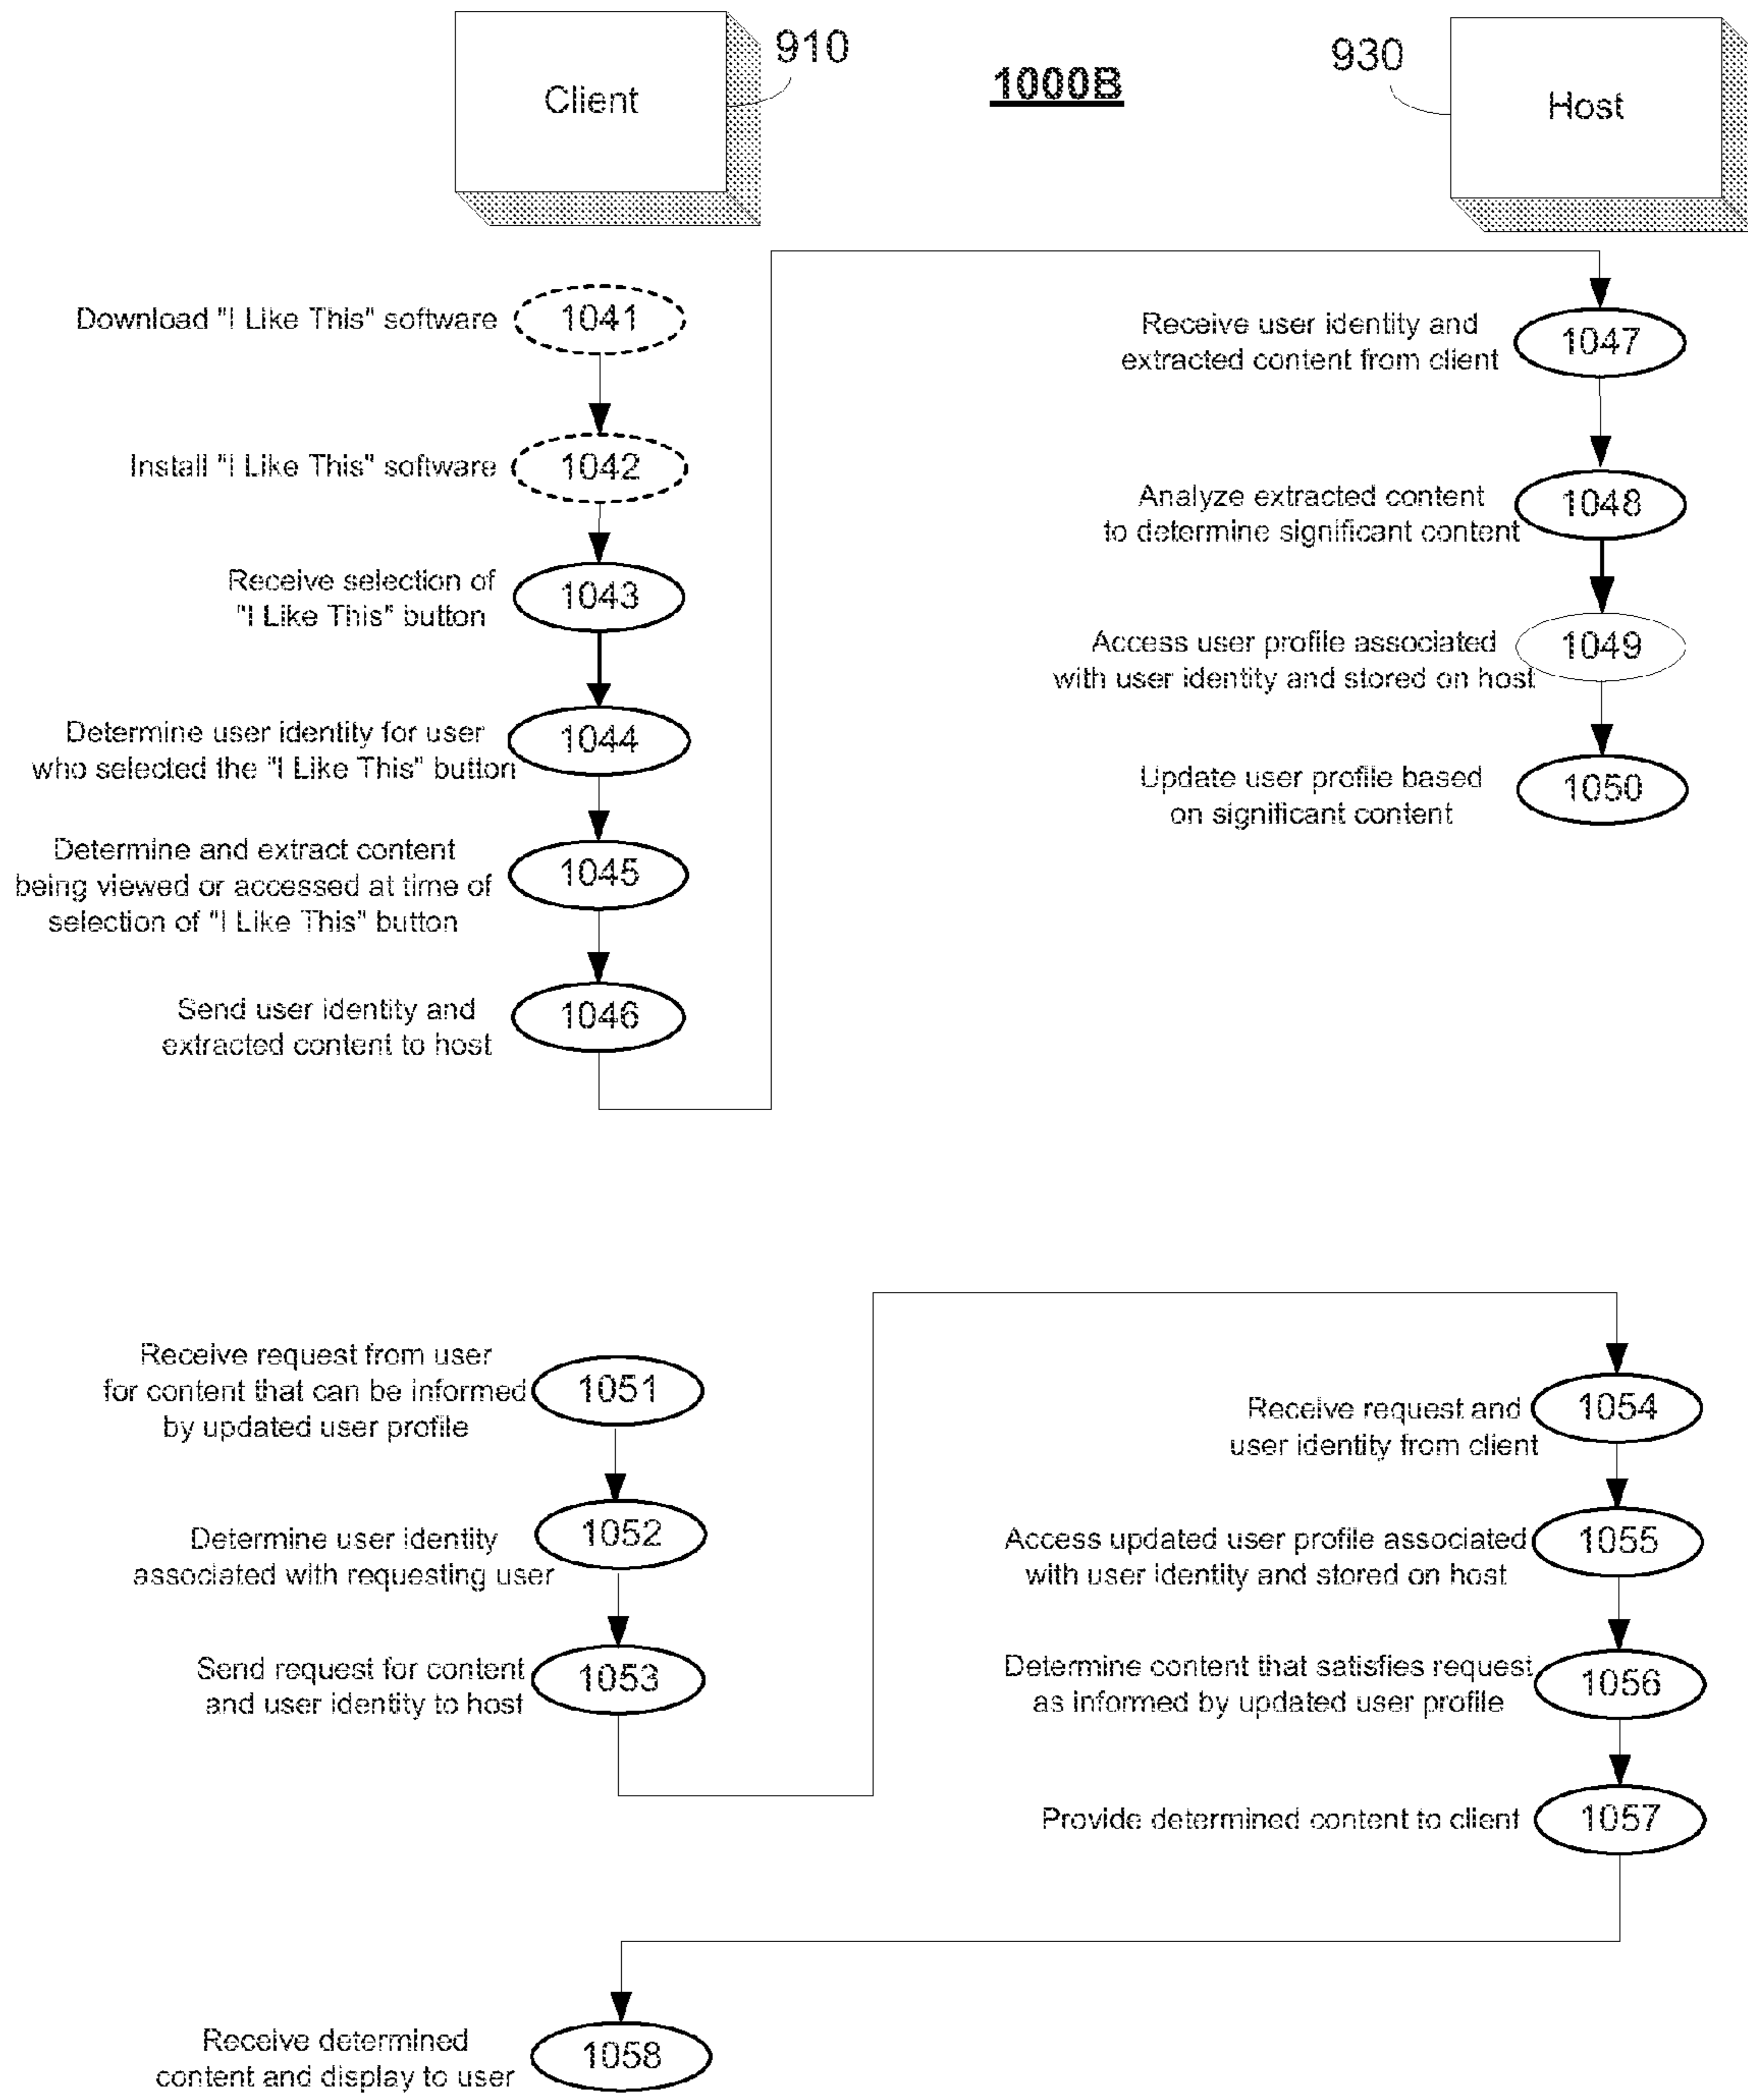 910
1000B
930
Client
Host
Download "I Like This" software
1041
Install "I Like This" software
1042
Receive selection of
"I Like This" button
1043
Determine user identity for user
who selected the "I Like This" button
1044
Determine and extract content
being viewed or accessed at time of
selection of "I Like This" button
1045
Send user identity and
extracted content to host
1046
Receive user identity and
extracted content from client
1047
Analyze extracted content
to determine significant content
1048
Access user profile associated
with user identity and stored on host
1049
Update user profile based
on significant content
1050
Receive request from user
for content that can be informed
by updated user profile
1051
Determine user identity
associated with requesting user
1052
Send request for content
and user identity to host
1053
Receive request and
user identity from client
1054
Access updated user profile associated
with user identity and stored on host
1055
Determine content that satisfies request
as informed by updated user profile
1056
Provide determined content to client
1057
Receive determined
content and display to user
1058